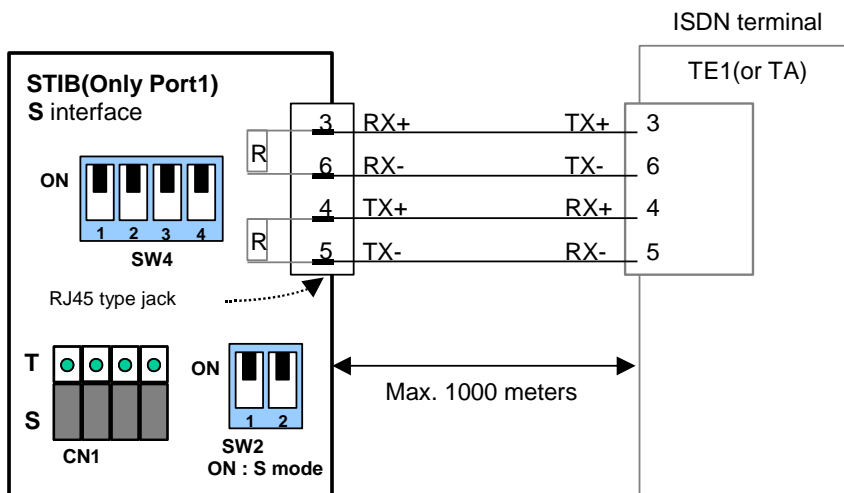 ISDN terminal
STIB(Only Port1)
S interface
TE1(or TA)
3 RX+ TX+ 3
R
6 RX- TX- 6
ON
4 TX+ RX+ 4
R
5 TX- RX- 5
1 2 3 4
SW4
RJ45 type jack
T
ON
Max. 1000 meters
S
1 2
CN1
SW2
ON : S mode